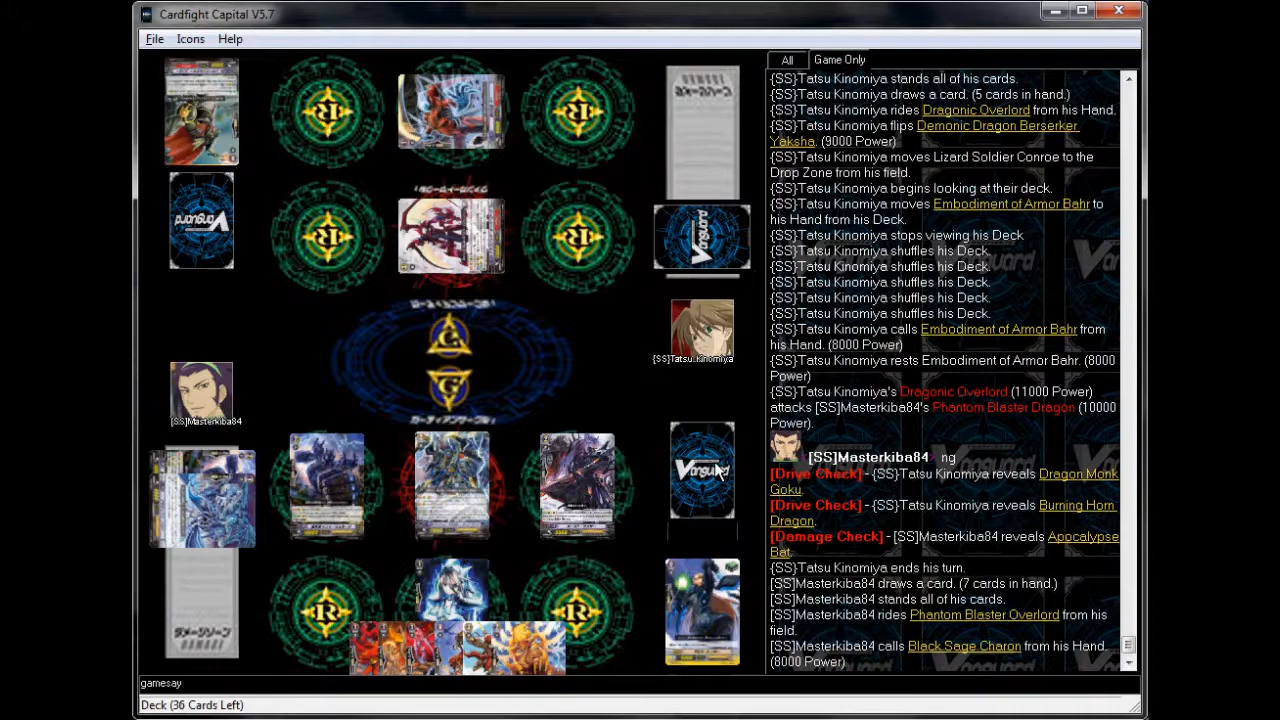 Cardfight Capital V5.7
File Icons Help
All Game Only
{SS}Tatsu Kinomiya stands all of his cards.
{SS}Tatsu Kinomiya draws a card. (5 cards in hand.)
{SS}Tatsu Kinomiya rides Dragonic Overlord from his Hand.
{SS}Tatsu Kinomiya flips Demonic Dragon Berserker
Yaksha. (9000 Power)
{SS}Tatsu Kinomiya moves Lizard Soldier Conroe to the
Drop Zone from his field.
{SS}Tatsu Kinomiya begins looking at their deck.
{SS}Tatsu Kinomiya moves Embodiment of Armor Bahr to
his Hand from his Deck.
{SS}Tatsu Kinomiya stops viewing his Deck
{SS}Tatsu Kinomiya shuffles his Deck.
{SS}Tatsu Kinomiya shuffles his Deck.
{SS}Tatsu Kinomiya shuffles his Deck.
{SS}Tatsu Kinomiya shuffles his Deck.
{SS}Tatsu Kinomiya shuffles his Deck.
{SS}Tatsu Kinomiya calls Embodiment of Armor Bahr from
his Hand. (8000 Power)
{SS}Tatsu Kinomiya rests Embodiment of Armor Bahr. (8000
Power)
{SS}Tatsu Kinomiya's Dragonic Overlord (11000 Power)
attacks [SS]Masterkiba84's Phantom Blaster Dragon (10000
Power).
[SS]Masterkiba84 ng
[Drive Check] - {SS}Tatsu Kinomiya reveals Dragon Monk
Goku.
[Drive Check] - {SS}Tatsu Kinomiya reveals Burning Horn
Dragon.
[Damage Check] - [SS]Masterkiba84 reveals Apocalypse
Bat.
{SS}Tatsu Kinomiya ends his turn.
[SS]Masterkiba84 draws a card. (7 cards in hand.)
[SS]Masterkiba84 stands all of his cards.
[SS]Masterkiba84 rides Phantom Blaster Overlord from his
field.
[SS]Masterkiba84 calls Black Sage Charon from his Hand.
(8000 Power)
{SS}Tatsu.Kinomiya
[SS]Masterkiba84
Vanguard
Vanguard
Vanguard
gamesay
Deck (36 Cards Left)